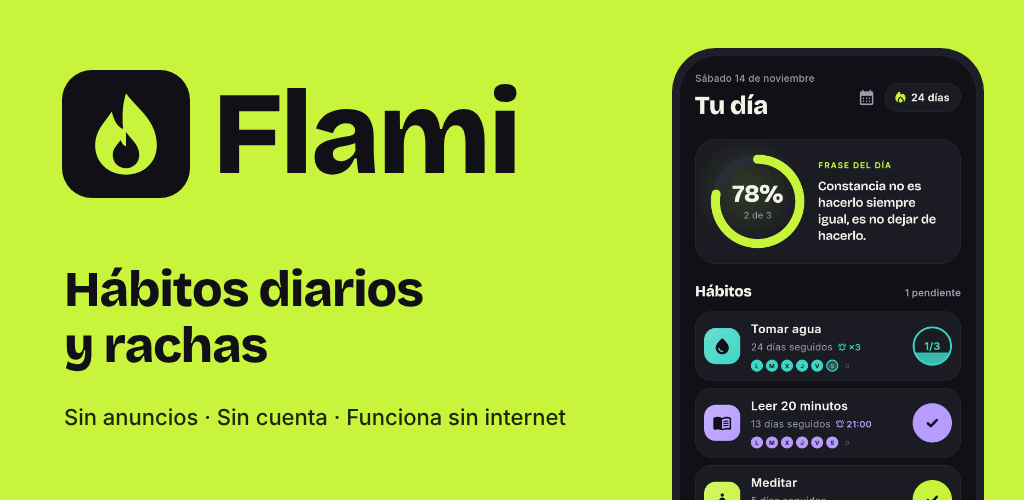 Flami
Hábitos diarios
y rachas
Sin anuncios · Sin cuenta · Funciona sin internet
Sábado 14 de noviembre
Tu día
24 días
78%
2 de 3
FRASE DEL DÍA
Constancia no es
hacerlo siempre
igual, es no dejar de
hacerlo.
Hábitos
1 pendiente
Tomar agua
24 días seguidos ×3
L M X J V S D
1/3
Leer 20 minutos
13 días seguidos 21:00
L M X J V S D
Meditar
5 días seguidos